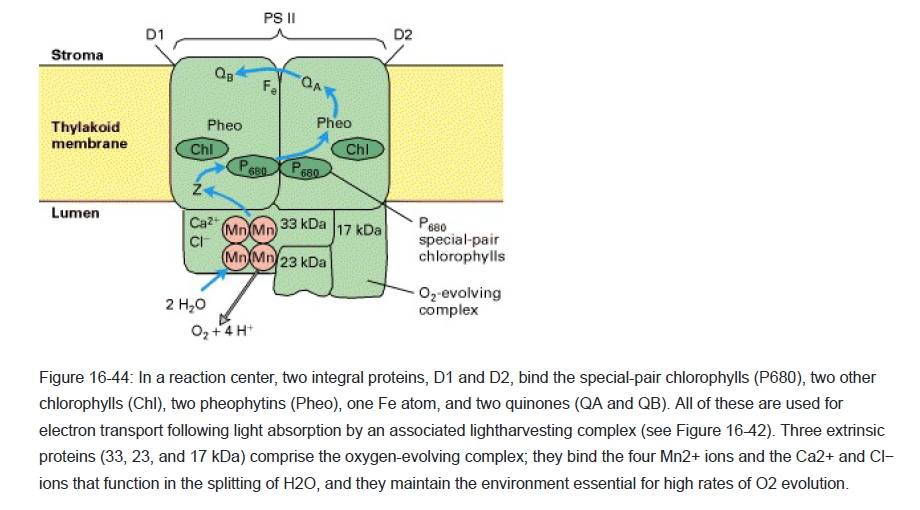 PS II
D1
D2
Stroma
QB
Fe
QA
Thylakoid
membrane
Pheo
Pheo
Chl
Chl
P680
P680
Z
Lumen
Ca2+
Cl−
Mn
Mn
33 kDa
17 kDa
Mn
Mn
23 kDa
P680
special-pair
chlorophylls
2 H2O
O2-evolving
complex
O2 + 4 H+
Figure 16-44: In a reaction center, two integral proteins, D1 and D2, bind the special-pair chlorophylls (P680), two other
chlorophylls (Chl), two pheophytins (Pheo), one Fe atom, and two quinones (QA and QB). All of these are used for
electron transport following light absorption by an associated lightharvesting complex (see Figure 16-42). Three extrinsic
proteins (33, 23, and 17 kDa) comprise the oxygen-evolving complex; they bind the four Mn2+ ions and the Ca2+ and Cl−
ions that function in the splitting of H2O, and they maintain the environment essential for high rates of O2 evolution.